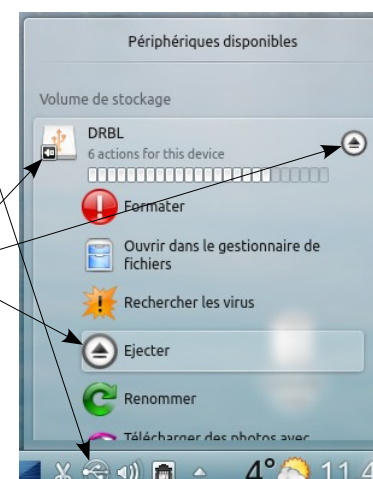 Périphériques disponibles
Volume de stockage
DRBL
6 actions for this device
Formater
Ouvrir dans le gestionnaire de
fichiers
Rechercher les virus
Ejecter
Renommer
Télécharger des photos avec
4° 11